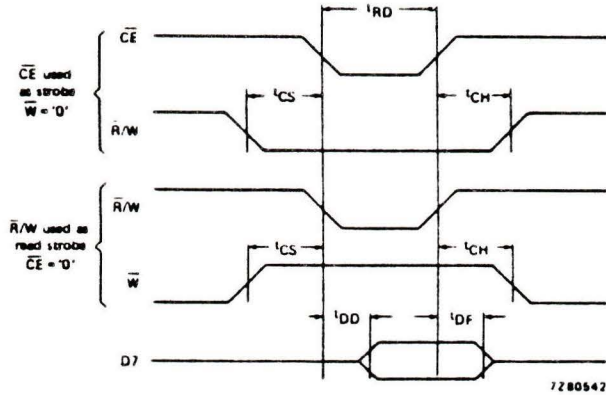 tRD
CE
CE used
as strobe
W = '0'
tCS
tCH
R/W
R/W
R/W used as
read strobe
CE = '0'
tCS
tCH
W
tDD
tDF
D7
7Z80542